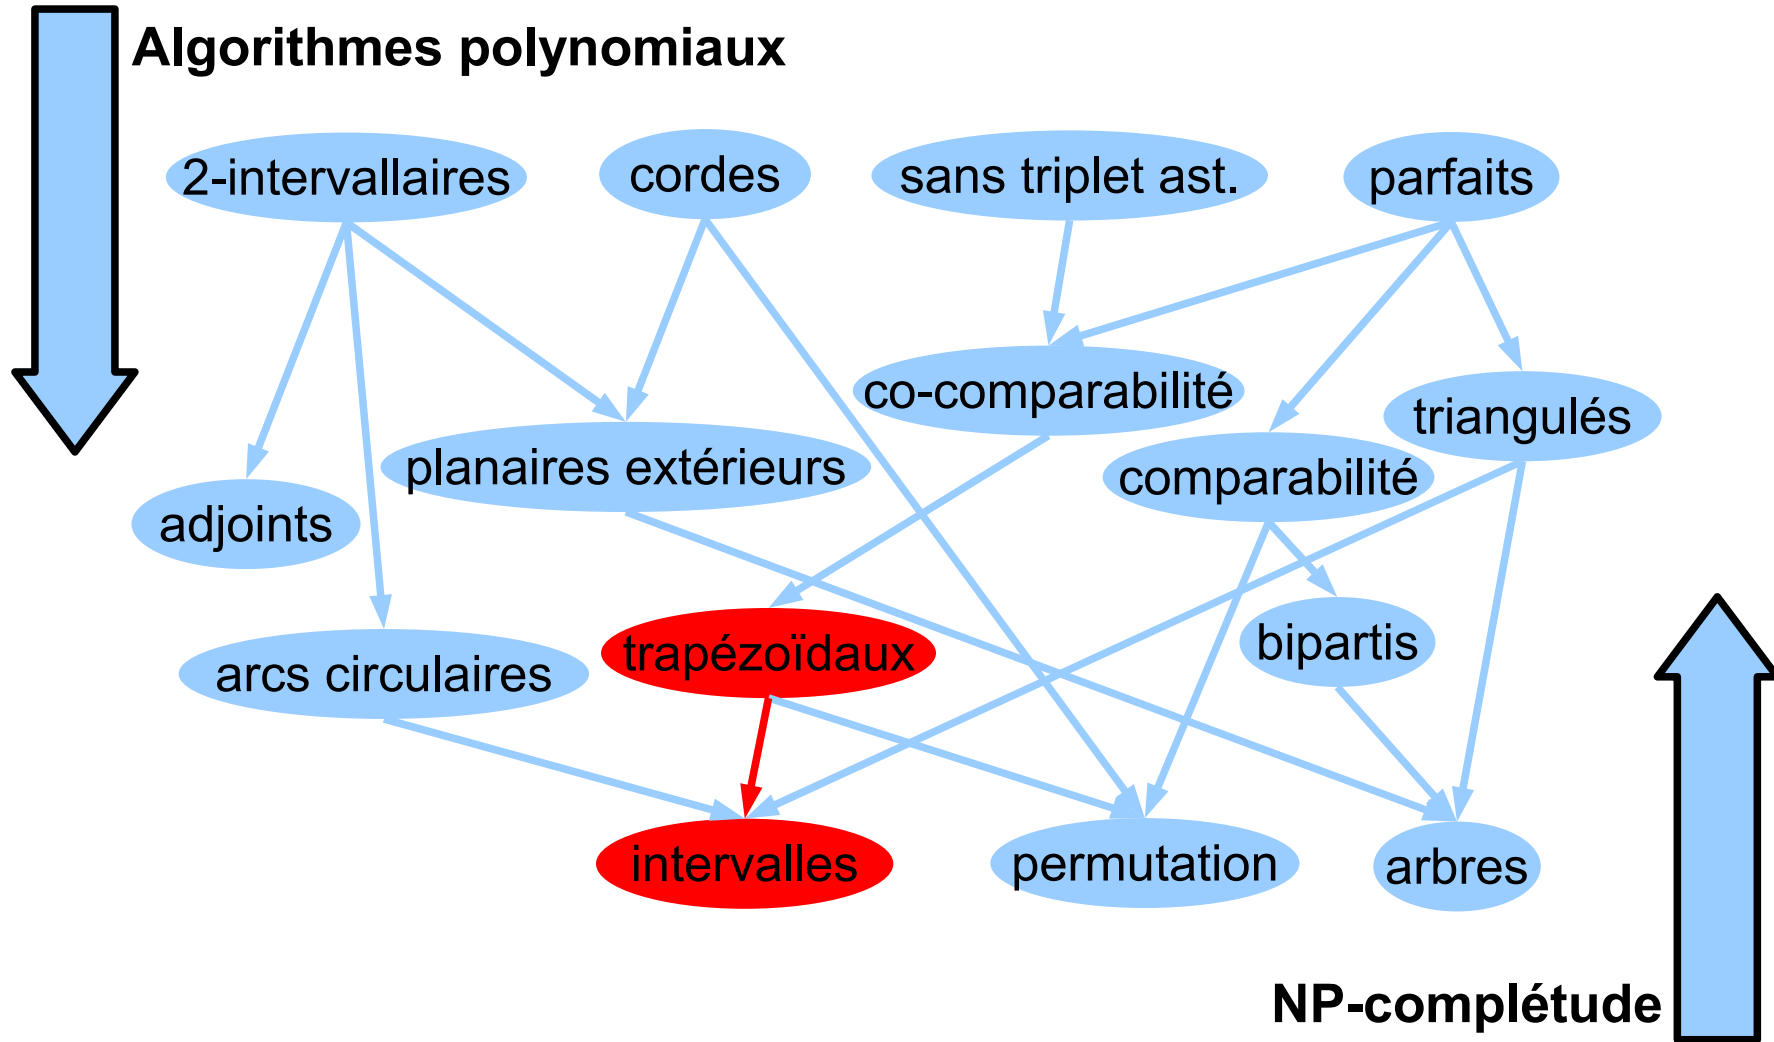 Algorithmes polynomiaux
2-intervallaires
cordes
sans triplet ast.
parfaits
co-comparabilité
triangulés
planaires extérieurs
comparabilité
adjoints
bipartis
trapézoïdaux
arcs circulaires
intervalles
permutation
arbres
NP-complétude